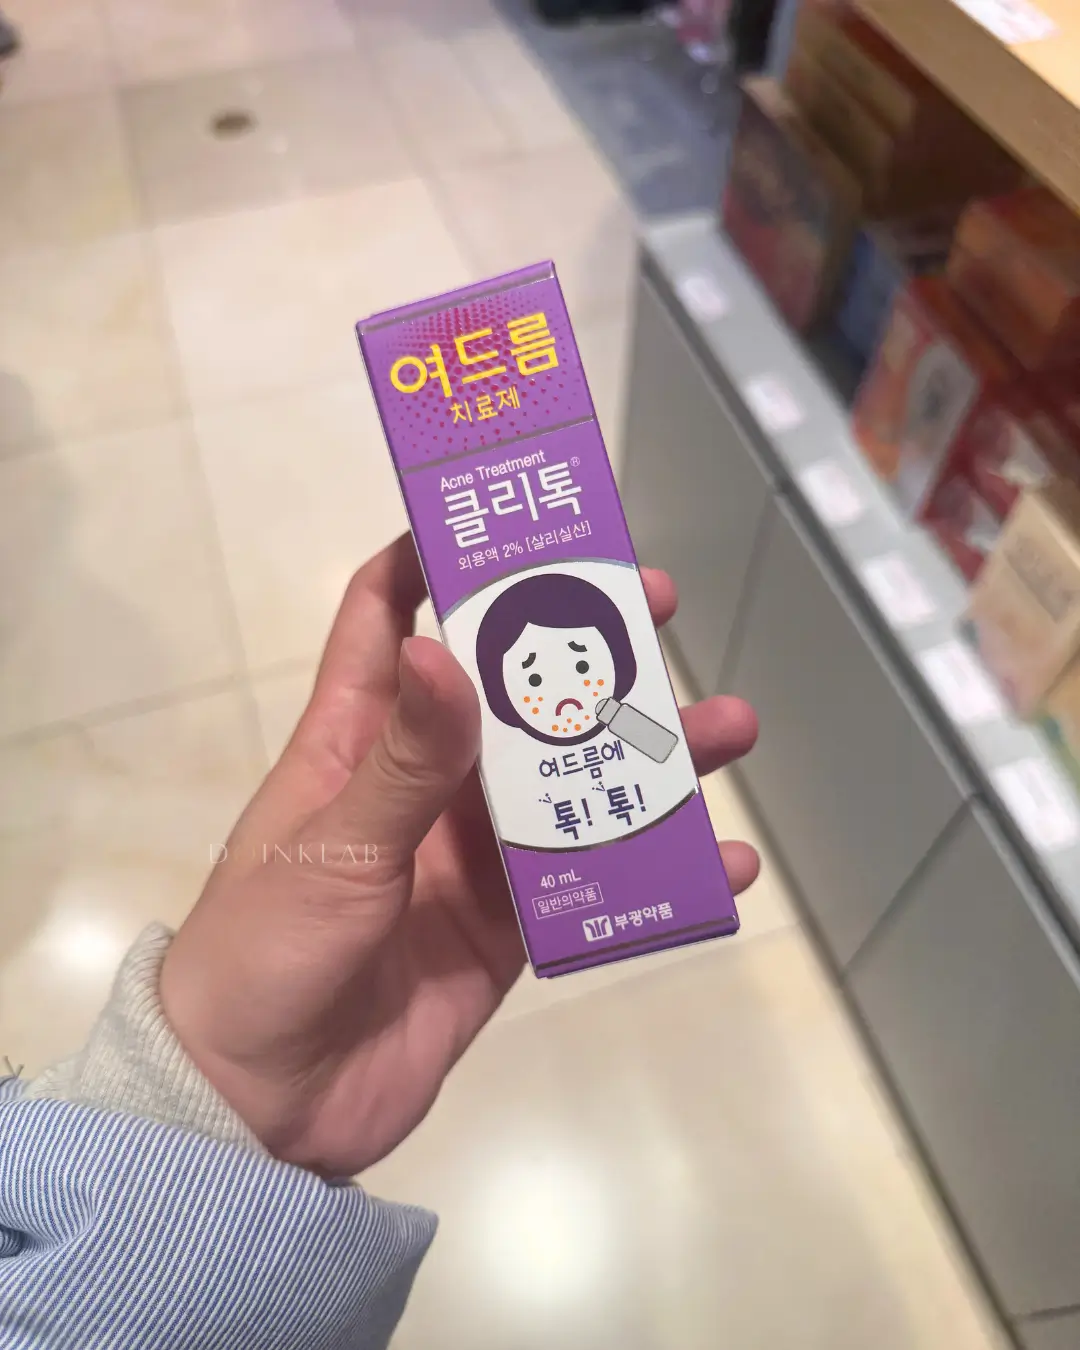 여드름
치료제
Acne Treatment
클리톡®
외용액 2% [살리실산]
여드름에
톡! 톡!
40 mL
일반의약품
부광약품